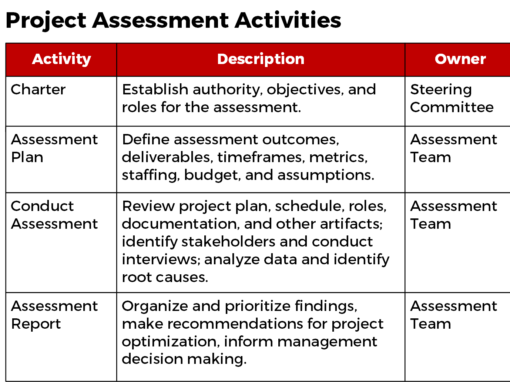 Project Assessment Activities
Activity Description Owner
Charter Establish authority, objectives, and Steering
roles for the assessment. Committee
Assessment Define assessment outcomes, Assessment
Plan deliverables, timeframes, metrics, Team
staffing, budget, and assumptions.
Conduct Review project plan, schedule, roles, Assessment
Assessment documentation, and other artifacts; Team
identify stakeholders and conduct
interviews; analyze data and identify
root causes.
Assessment Organize and prioritize findings, Assessment
Report make recommendations for project Team
optimization, inform management
decision making.